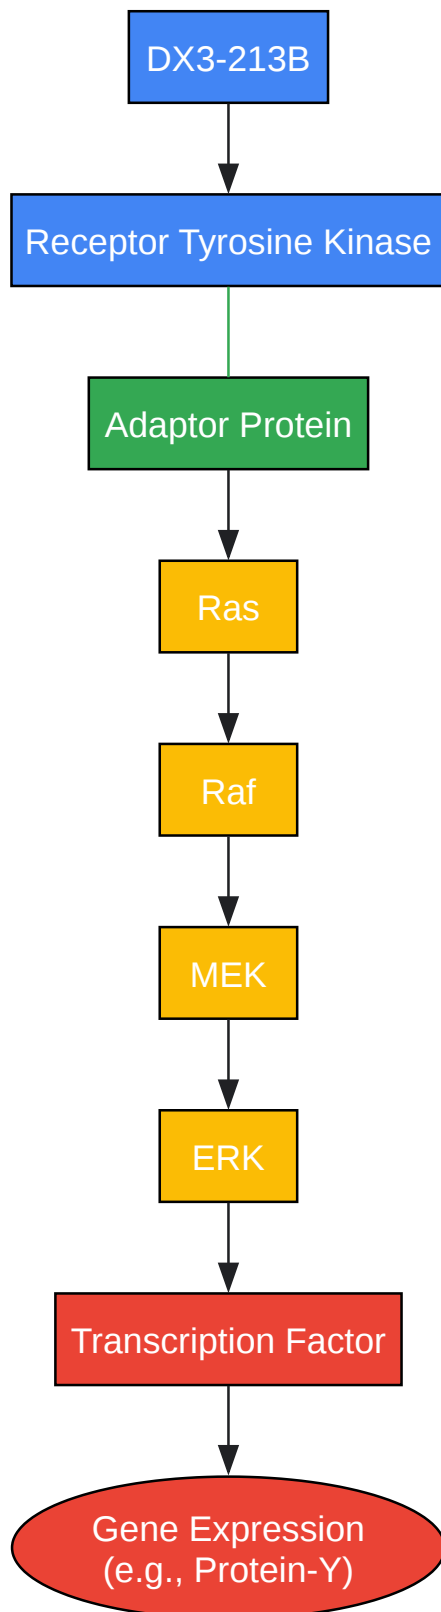 DX3-213B
Receptor Tyrosine Kinase
Adaptor Protein
Ras
Raf
MEK
ERK
Transcription Factor
Gene Expression
(e.g., Protein-Y)